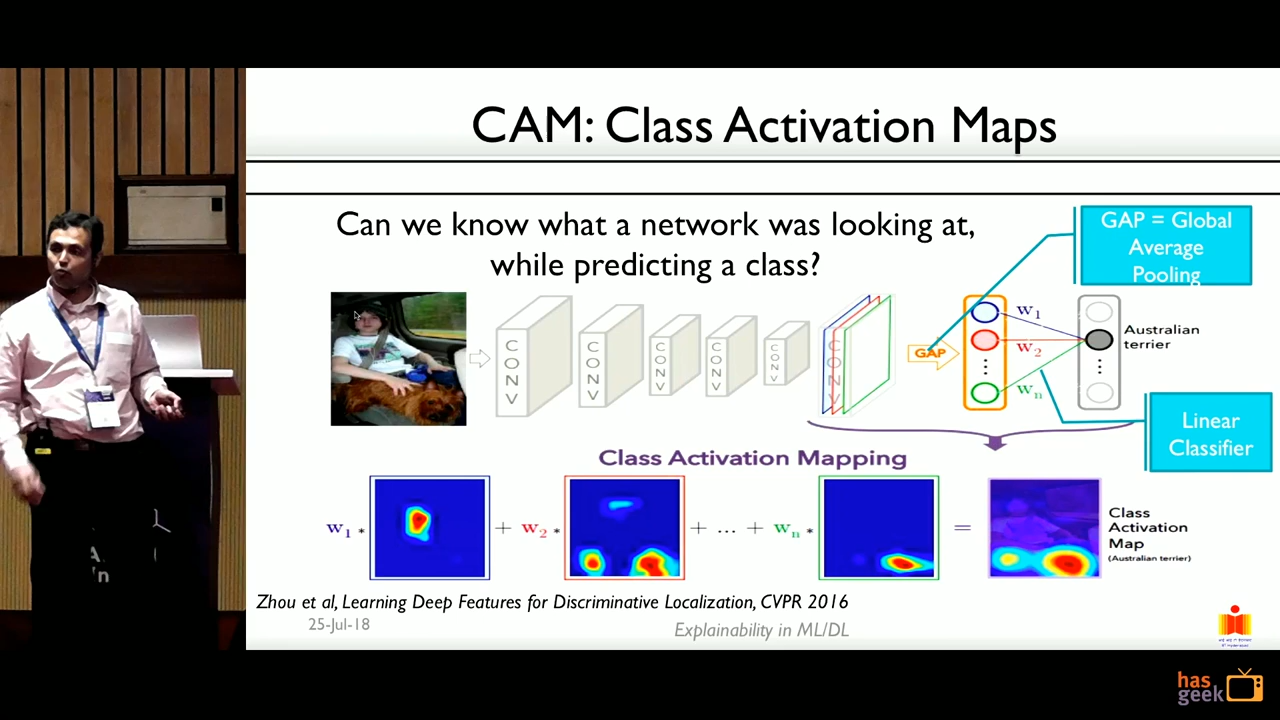 CAM: Class Activation Maps
Can we know what a network was looking at,
while predicting a class?
GAP = Global
Average
Pooling
CONV
CONV
CONV
CONV
CONV
CONV
GAP
w1
w2
wn
Australian
terrier
Linear
Classifier
Class Activation Mapping
w1 * + w2 * + ... + wn * =
Class
Activation
Map
(Australian terrier)
Zhou et al, Learning Deep Features for Discriminative Localization, CVPR 2016
25-Jul-18
Explainability in ML/DL
has
geek